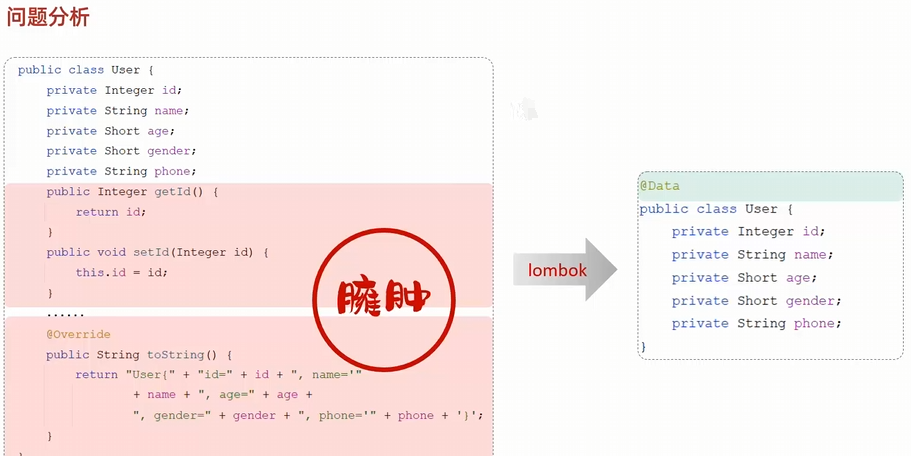 问题分析
public class User {
private Integer id;
private String name;
private Short age;
private Short gender;
private String phone;
public Integer getId() {
return id;
}
public void setId(Integer id) {
this.id = id;
}
......
@Override
public String toString() {
return "User{" + "id=" + id + ", name='"
+ name + ", age=" + age +
", gender=" + gender + ", phone='" + phone + '}';
}
}
臃肿
lombok
@Data
public class User {
private Integer id;
private String name;
private Short age;
private Short gender;
private String phone;
}